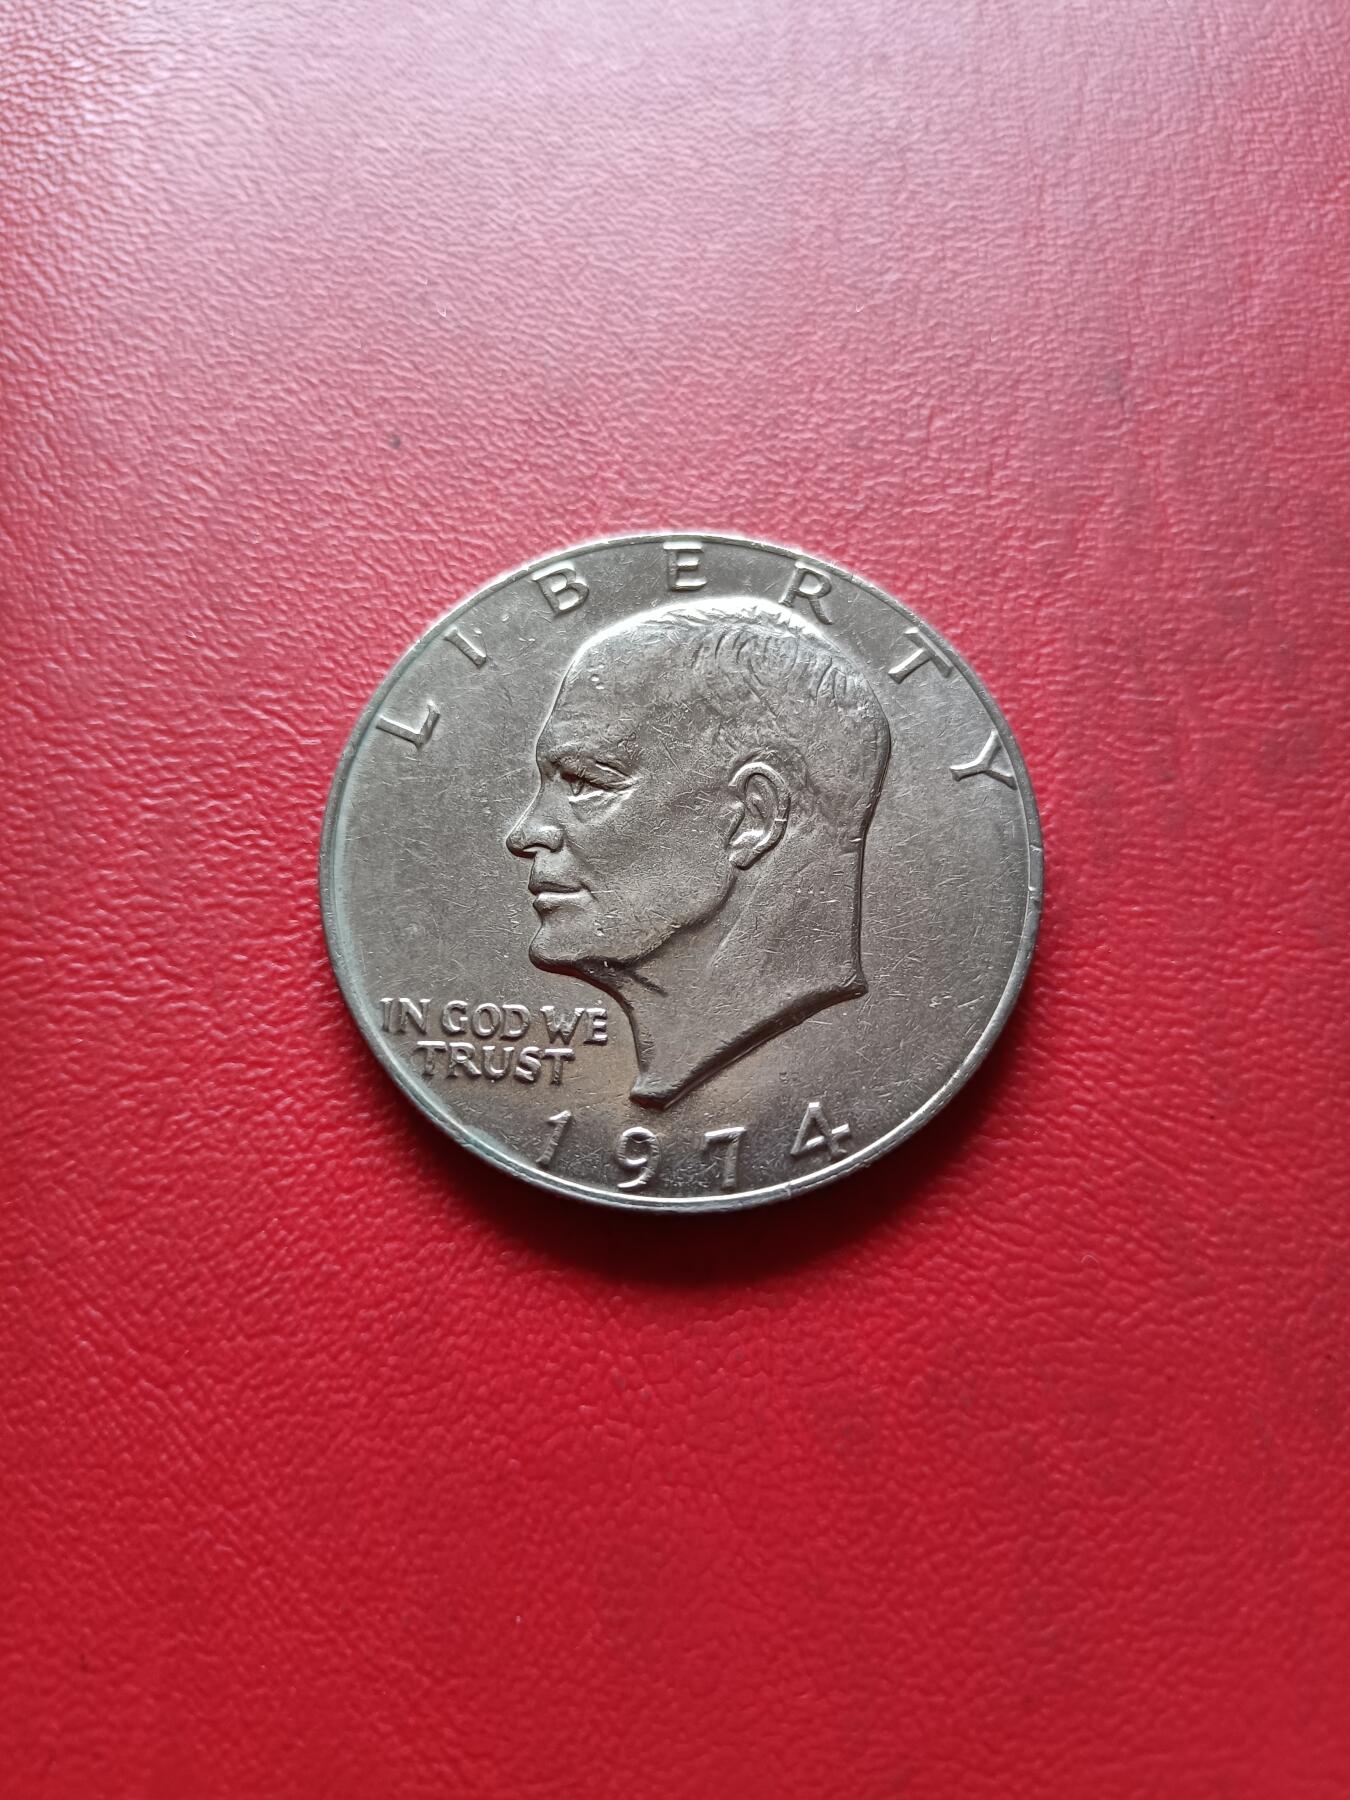 LIBERTY
IN GOD WE
TRUST
1974